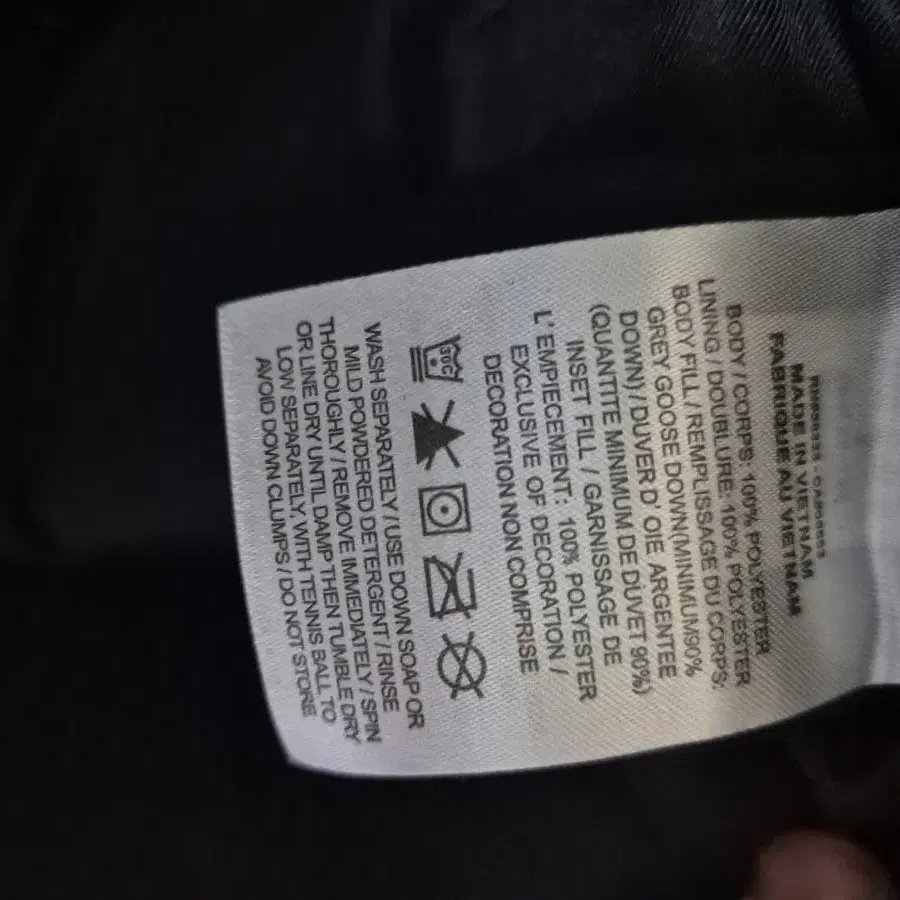 MADE IN VIETNAM
FABRIQUE AU VIETNAM
BODY / CORPS: 100% POLYESTER
LINING / DOUBLURE: 100% POLYESTER
BODY FILL / REMPLISSAGE DU CORPS:
GREY GOOSE DOWN(MINIMUM90%
DOWN) / DUVER D' OIE ARGENTEE
(QUANTITE MINIMUM DE DUVET 90%)
INSET FILL / GARNISSAGE DE
L'EMPIECEMENT: 100% POLYESTER
EXCLUSIVE OF DECORATION /
DECORATION NON COMPRISE
30C
WASH SEPARATELY / USE DOWN SOAP OR
MILD POWDERED DETERGENT / RINSE
THOROUGHLY / REMOVE IMMEDIATELY / SPIN
OR LINE DRY UNTIL DAMP THEN TUMBLE DRY
LOW SEPARATELY, WITH TENNIS BALL TO
AVOID DOWN CLUMPS / DO NOT STORE